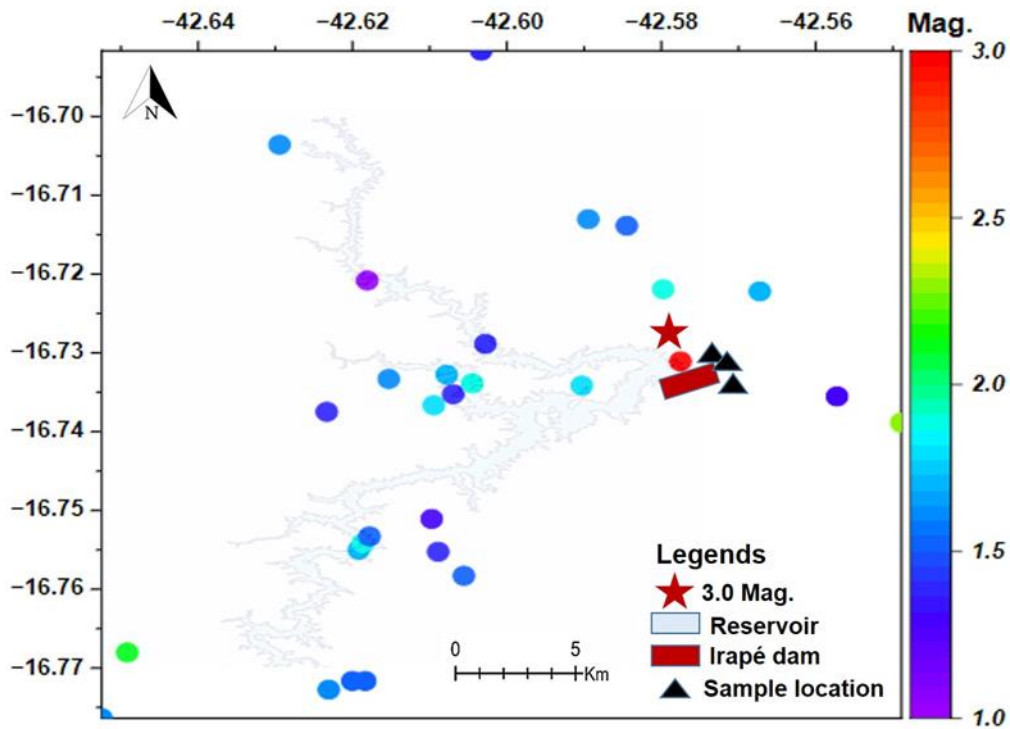 −42.64 −42.62 −42.60 −42.58 −42.56 Mag.
3.0
−16.70
−16.71
2.5
−16.72
−16.73
2.0
−16.74
−16.75
1.5
−16.76
−16.77
1.0
N
Legends
3.0 Mag.
Reservoir
Irapé dam
Sample location
0 5
Km